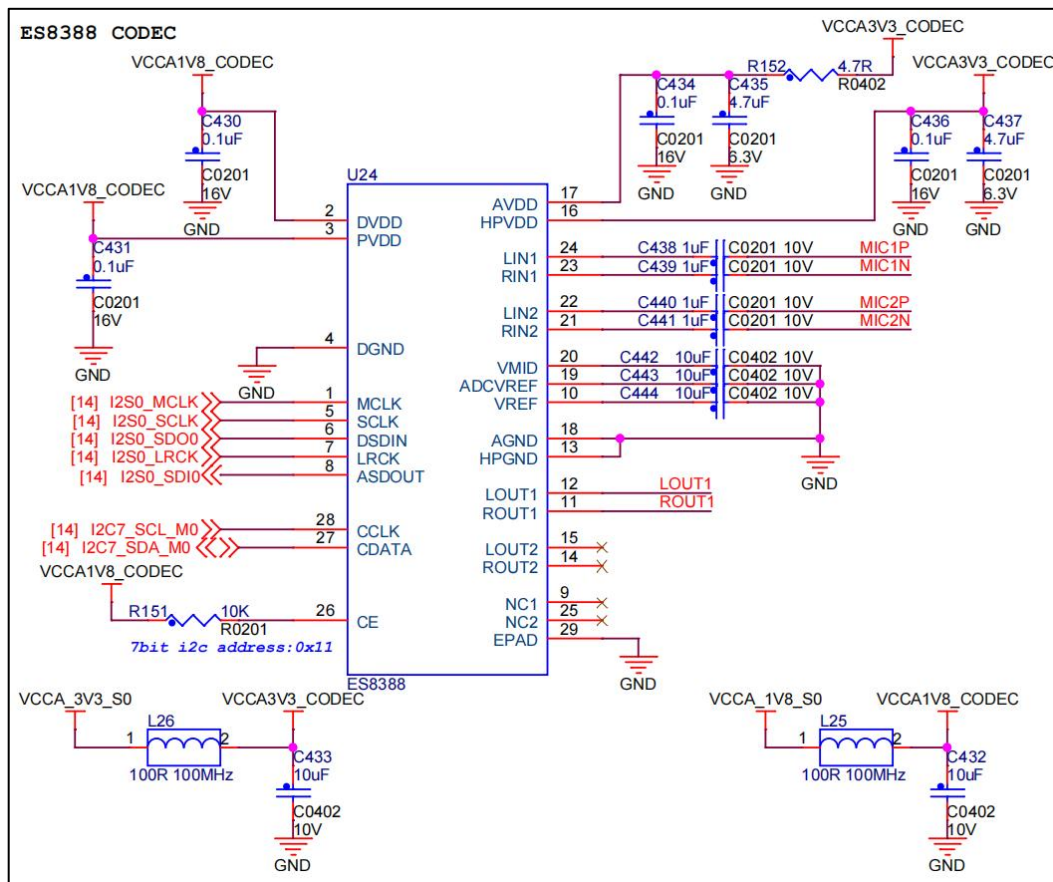 ES8388 CODEC
VCCA1V8_CODEC
C430
0.1uF
C0201
16V
GND
VCCA1V8_CODEC
C431
0.1uF
C0201
16V
GND
GND
[14] I2S0_MCLK
[14] I2S0_SCLK
[14] I2S0_SDO0
[14] I2S0_LRCK
[14] I2S0_SDI0
[14] I2C7_SCL_M0
[14] I2C7_SDA_M0
VCCA1V8_CODEC
R151 10K
R0201
7bit i2c address:0x11
U24
2 DVDD
3 PVDD
4 DGND
1 MCLK
5 SCLK
6 DSDIN
7 LRCK
8 ASDOUT
28 CCLK
27 CDATA
26 CE
ES8388
AVDD 17
HPVDD 16
LIN1 24
RIN1 23
LIN2 22
RIN2 21
VMID 20
ADCVREF 19
VREF 10
AGND 18
HPGND 13
LOUT1 12
ROUT1 11
LOUT2 15
ROUT2 14
NC1 9
NC2 25
EPAD 29
VCCA3V3_CODEC
R152 4.7R
R0402
C434
0.1uF
C0201
16V
GND
C435
4.7uF
C0201
6.3V
GND
VCCA3V3_CODEC
C436
0.1uF
C0201
16V
GND
C437
4.7uF
C0201
6.3V
GND
C438 1uF C0201 10V MIC1P
C439 1uF C0201 10V MIC1N
C440 1uF C0201 10V MIC2P
C441 1uF C0201 10V MIC2N
C442 10uF C0402 10V
C443 10uF C0402 10V
C444 10uF C0402 10V
GND
LOUT1
ROUT1
GND
VCCA_3V3_S0
L26
1 2
100R 100MHz
VCCA3V3_CODEC
C433
10uF
C0402
10V
GND
VCCA_1V8_S0
L25
1 2
100R 100MHz
VCCA1V8_CODEC
C432
10uF
C0402
10V
GND